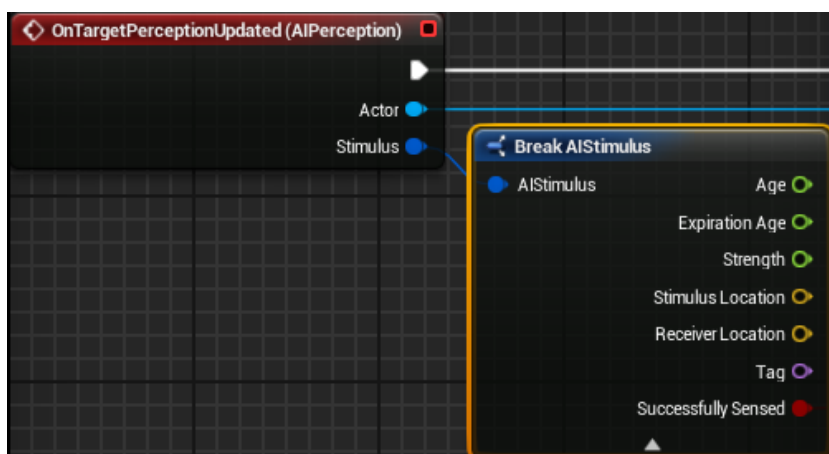 OnTargetPerceptionUpdated (AIPerception)
Actor
Stimulus
Break AIStimulus
AIStimulus
Age
Expiration Age
Strength
Stimulus Location
Receiver Location
Tag
Successfully Sensed